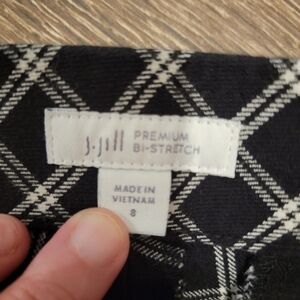 J.Jill PREMIUM
BI-STRETCH
MADE IN
VIETNAM
8